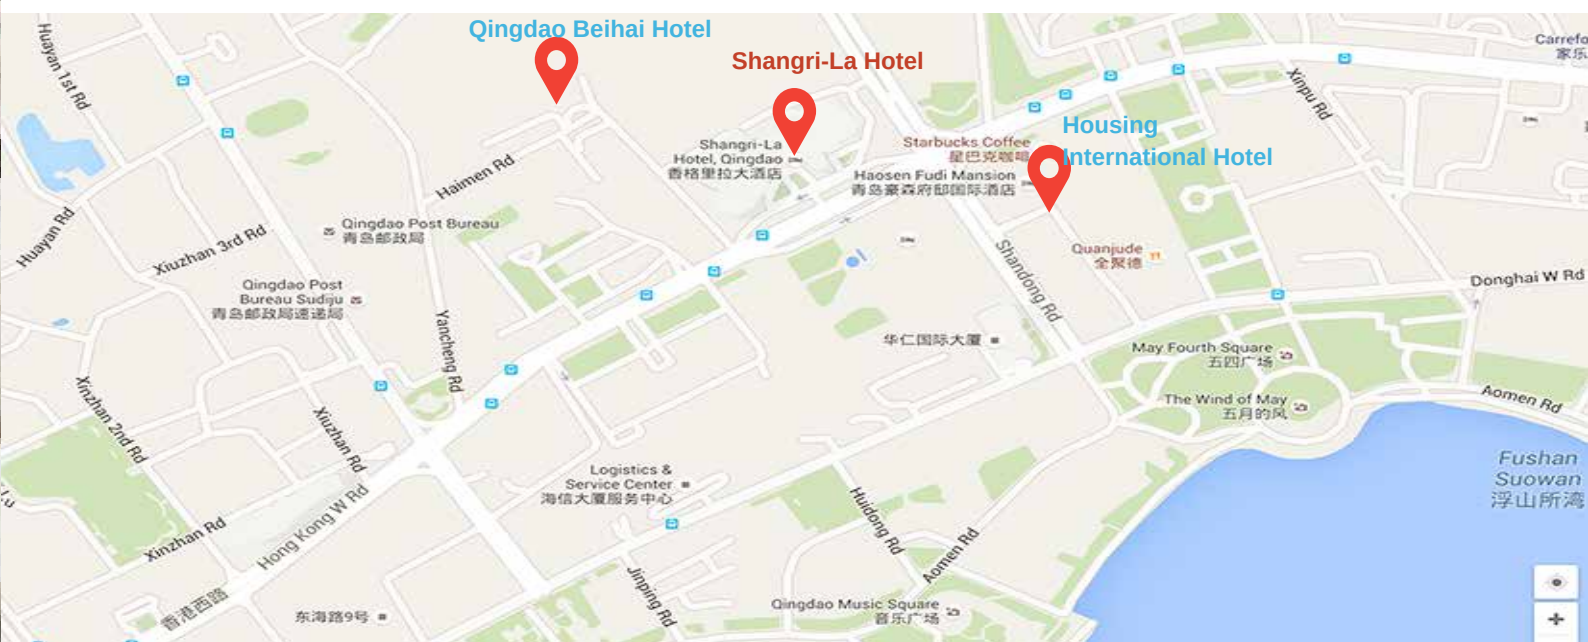 Qingdao Beihai Hotel
Shangri-La Hotel
Housing
International Hotel
Huayan 1st Rd
Carrefo
家乐
Xinpu Rd
Shangri-La
Hotel, Qingdao
香格里拉大酒店
Starbucks Coffee
星巴克咖啡
Haosen Fudi Mansion
青岛豪森府邸国际酒店
Haimen Rd
Huayan Rd
Xiuzhan 3rd Rd
Qingdao Post Bureau
青岛邮政局
Shandong Rd
Quanjude
全聚德
Donghai W Rd
Qingdao Post
Bureau Sudiju
青岛邮政局速递局
Yancheng Rd
华仁国际大厦
May Fourth Square
五四广场
The Wind of May
五月的风
Aomen Rd
Xinzhan 2nd Rd
Xiuzhan Rd
Logistics &
Service Center
海信大厦服务中心
Fushan
Suowan
浮山所湾
Xinzhan Rd
Hong Kong W Rd
Huidong Rd
Aomen Rd
香港西路
东海路9号
Jinping Rd
Qingdao Music Square
音乐广场